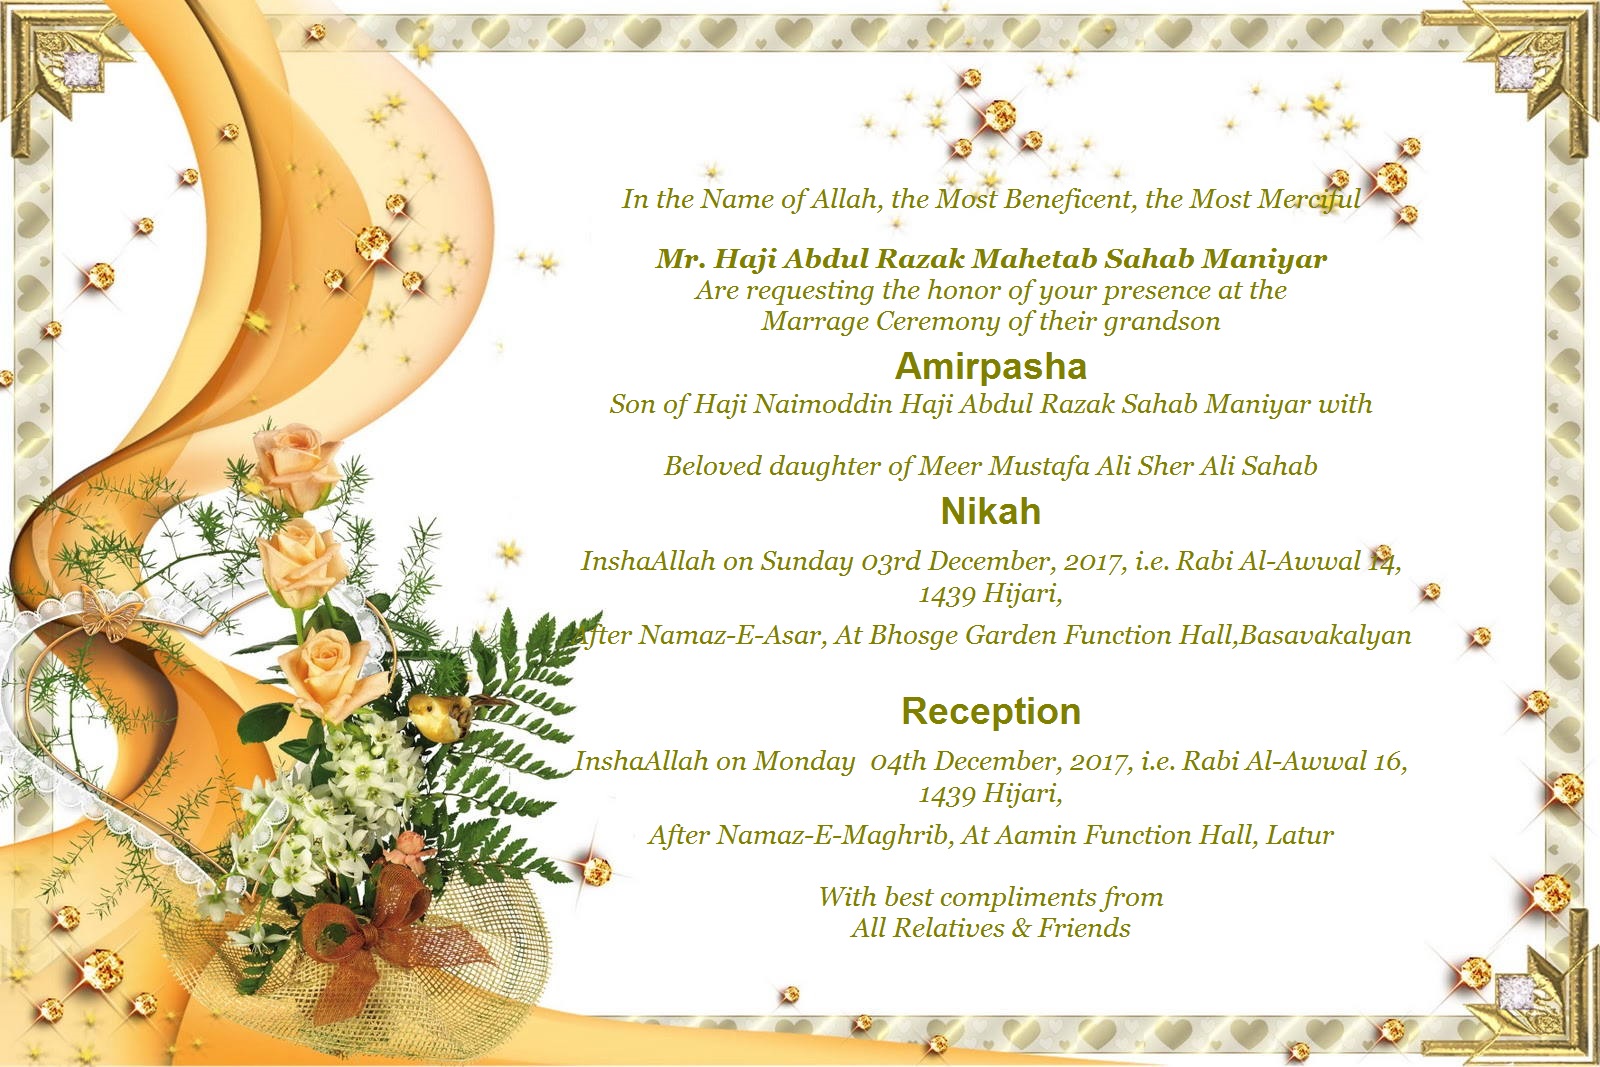 In the Name of Allah, the Most Beneficent, the Most Merciful
Mr. Haji Abdul Razak Mahetab Sahab Maniyar
Are requesting the honor of your presence at the
Marrage Ceremony of their grandson
Amirpasha
Son of Haji Naimoddin Haji Abdul Razak Sahab Maniyar with
Beloved daughter of Meer Mustafa Ali Sher Ali Sahab
Nikah
InshaAllah on Sunday 03rd December, 2017, i.e. Rabi Al-Awwal 14,
1439 Hijari,
After Namaz-E-Asar, At Bhosge Garden Function Hall,Basavakalyan
Reception
InshaAllah on Monday  04th December, 2017, i.e. Rabi Al-Awwal 16,
1439 Hijari,
After Namaz-E-Maghrib, At Aamin Function Hall, Latur
With best compliments from
All Relatives & Friends